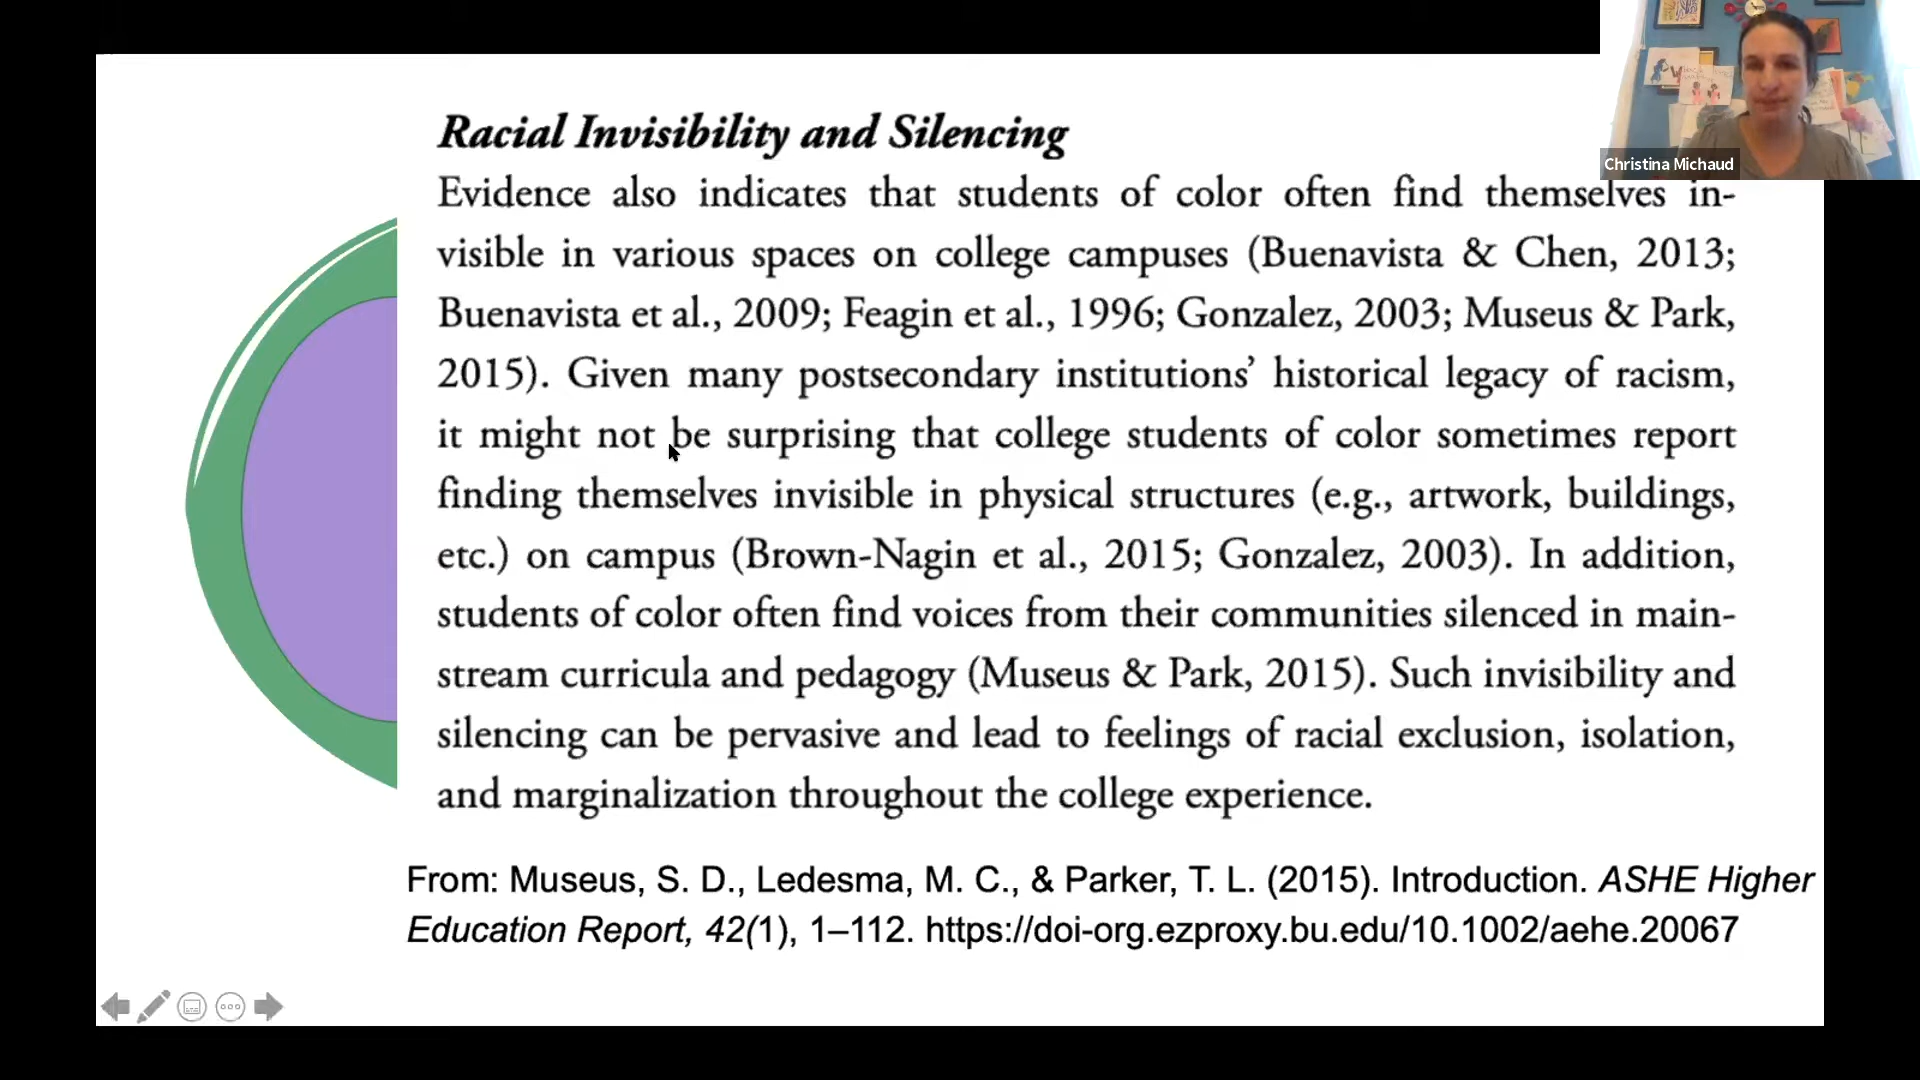 Racial Invisibility and Silencing
Evidence also indicates that students of color often find themselves in-
visible in various spaces on college campuses (Buenavista & Chen, 2013;
Buenavista et al., 2009; Feagin et al., 1996; Gonzalez, 2003; Museus & Park,
2015). Given many postsecondary institutions’ historical legacy of racism,
it might not be surprising that college students of color sometimes report
finding themselves invisible in physical structures (e.g., artwork, buildings,
etc.) on campus (Brown-Nagin et al., 2015; Gonzalez, 2003). In addition,
students of color often find voices from their communities silenced in main-
stream curricula and pedagogy (Museus & Park, 2015). Such invisibility and
silencing can be pervasive and lead to feelings of racial exclusion, isolation,
and marginalization throughout the college experience.
From: Museus, S. D., Ledesma, M. C., & Parker, T. L. (2015). Introduction. ASHE Higher
Education Report, 42(1), 1–112. https://doi-org.ezproxy.bu.edu/10.1002/aehe.20067
Christina Michaud